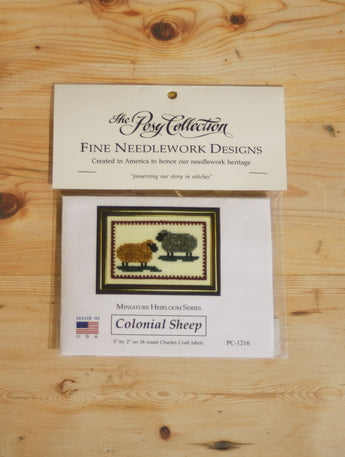 The Posy Collection
FINE NEEDLEWORK DESIGNS
Created in America to honor our needlework heritage
"preserving our story in stitches"
MINIATURE HEIRLOOM SERIES
MADE IN
U.S.A.
Colonial Sheep
3" by 2" on 18 count Charles Craft fabric
PC-1216